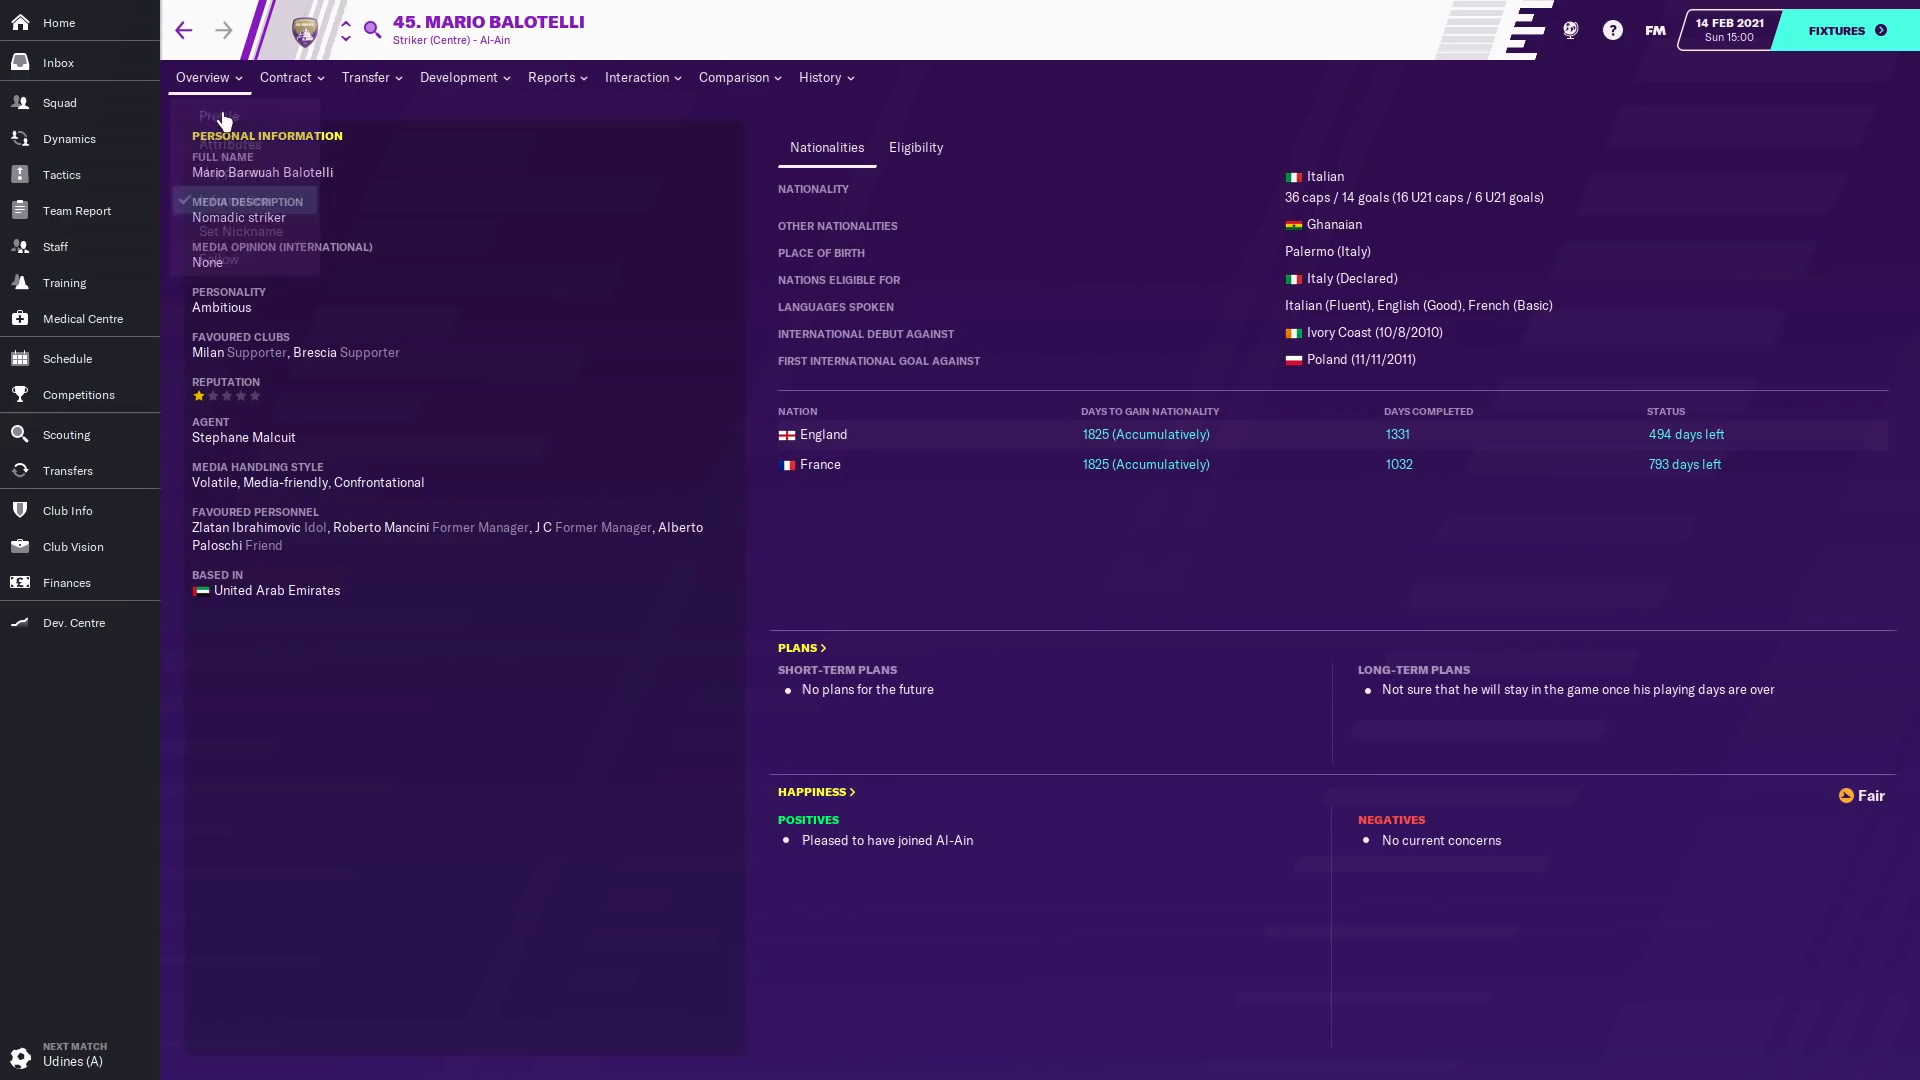 Home
Inbox
Squad
Dynamics
Tactics
Team Report
Staff
Training
Medical Centre
Schedule
Competitions
Scouting
Transfers
Club Info
Club Vision
Finances
Dev. Centre
NEXT MATCH
Udines (A)
45. MARIO BALOTELLI
Striker (Centre) - Al-Ain
FM
14 FEB 2021
Sun 15:00
FIXTURES
Overview Contract Transfer Development Reports Interaction Comparison History
Profile
PERSONAL INFORMATION
Attributes
FULL NAME
Mario Barwuah Balotelli
MEDIA DESCRIPTION
Nomadic striker
Set Nickname
MEDIA OPINION (INTERNATIONAL)
None
Follow
PERSONALITY
Ambitious
FAVOURED CLUBS
Milan Supporter, Brescia Supporter
REPUTATION
AGENT
Stephane Malcuit
MEDIA HANDLING STYLE
Volatile, Media-friendly, Confrontational
FAVOURED PERSONNEL
Zlatan Ibrahimovic Idol, Roberto Mancini Former Manager, J C Former Manager, Alberto
Paloschi Friend
BASED IN
United Arab Emirates
Nationalities Eligibility
NATIONALITY
Italian
36 caps / 14 goals (16 U21 caps / 6 U21 goals)
OTHER NATIONALITIES Ghanaian
PLACE OF BIRTH Palermo (Italy)
NATIONS ELIGIBLE FOR Italy (Declared)
LANGUAGES SPOKEN Italian (Fluent), English (Good), French (Basic)
INTERNATIONAL DEBUT AGAINST Ivory Coast (10/8/2010)
FIRST INTERNATIONAL GOAL AGAINST Poland (11/11/2011)
NATION DAYS TO GAIN NATIONALITY DAYS COMPLETED STATUS
England 1825 (Accumulatively) 1331 494 days left
France 1825 (Accumulatively) 1032 793 days left
PLANS >
SHORT-TERM PLANS
No plans for the future
LONG-TERM PLANS
Not sure that he will stay in the game once his playing days are over
HAPPINESS >
Fair
POSITIVES
Pleased to have joined Al-Ain
NEGATIVES
No current concerns